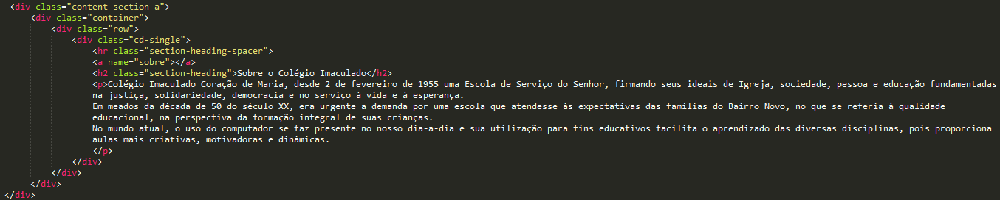 <div class="content-section-a">
<div class="container">
<div class="row">
<div class="cd-single">
<hr class="section-heading-spacer">
<a name="sobre"></a>
<h2 class="section-heading">Sobre o Colégio Imaculado</h2>
<p>Colégio Imaculado Coração de Maria, desde 2 de fevereiro de 1955 uma Escola de Serviço do Senhor, firmando seus ideais de Igreja, sociedade, pessoa e educação fundamentadas
na justiça, solidariedade, democracia e no serviço à vida e à esperança.
Em meados da década de 50 do século XX, era urgente a demanda por uma escola que atendesse às expectativas das famílias do Bairro Novo, no que se referia à qualidade
educacional, na perspectiva da formação integral de suas crianças.
No mundo atual, o uso do computador se faz presente no nosso dia-a-dia e sua utilização para fins educativos facilita o aprendizado das diversas disciplinas, pois proporciona
aulas mais criativas, motivadoras e dinâmicas.
</p>
</div>
</div>
</div>
</div>